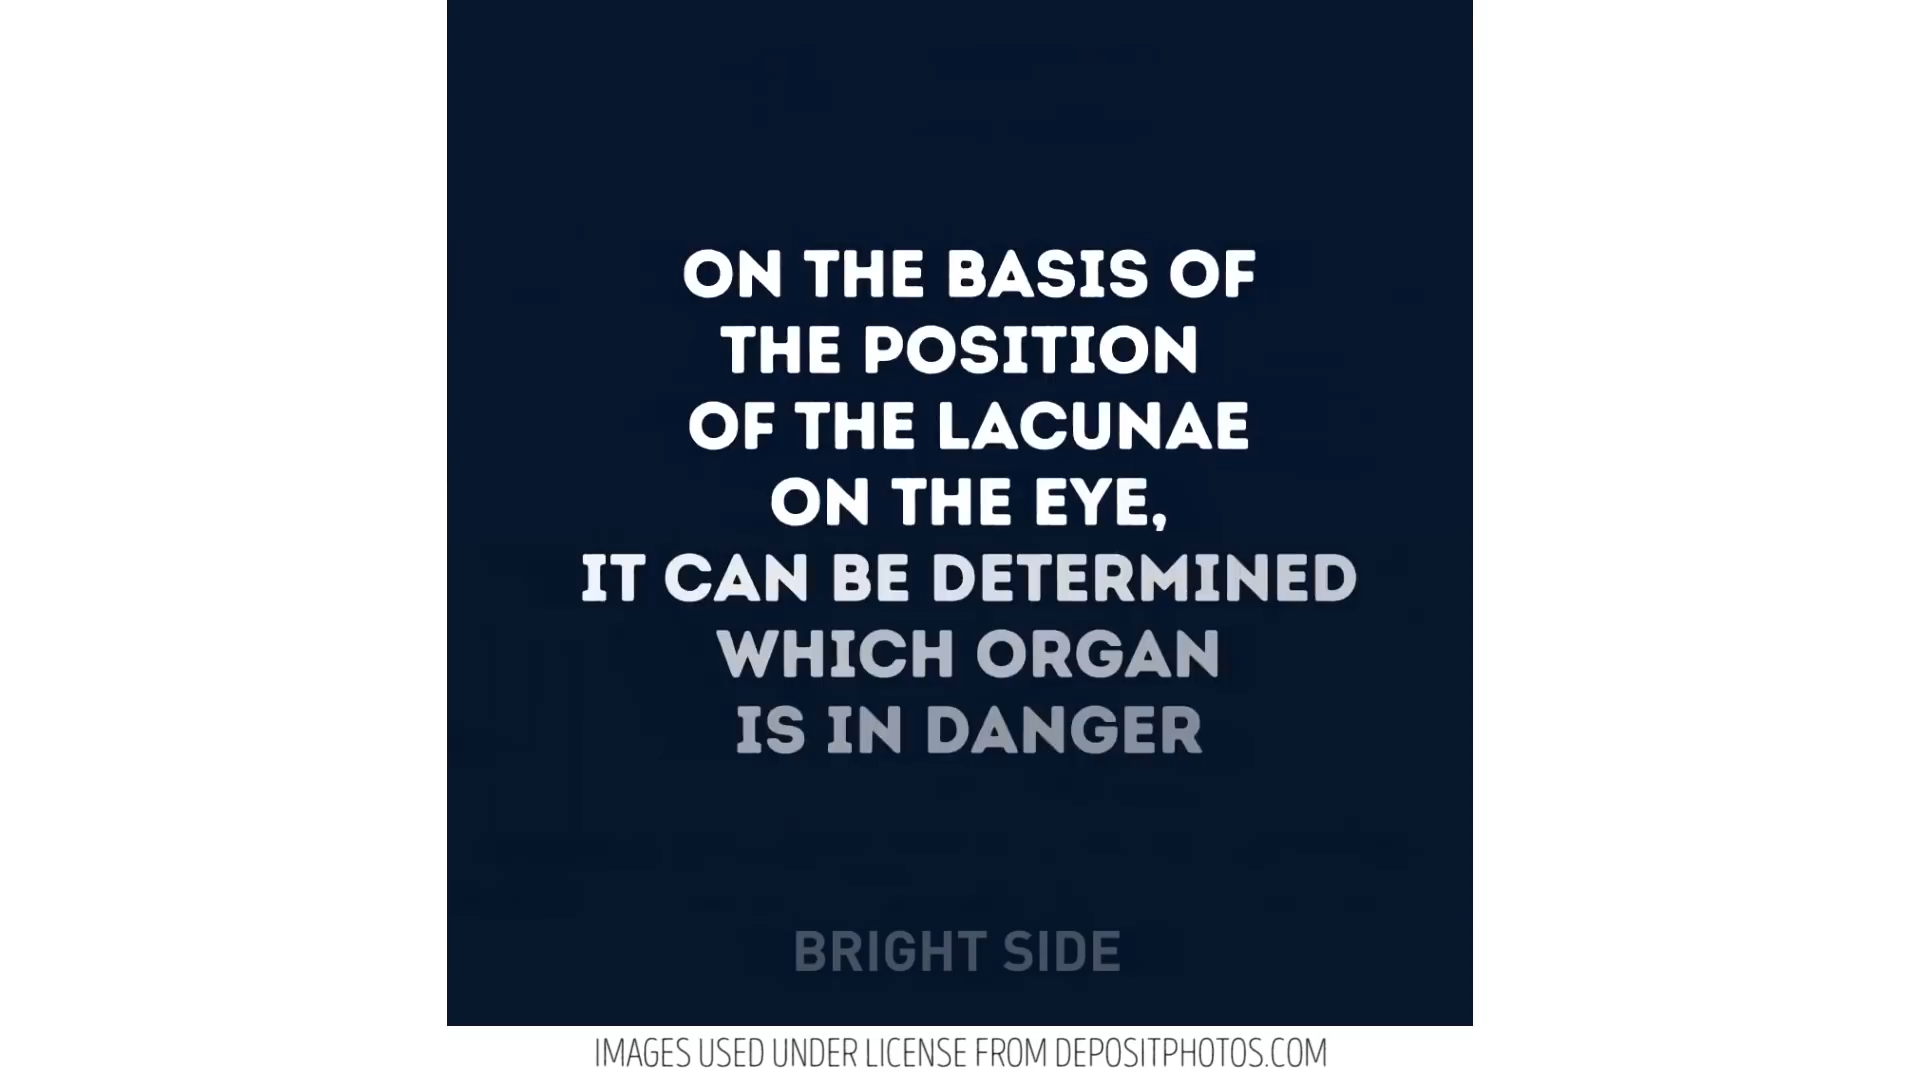 ON THE BASIS OF
THE POSITION
OF THE LACUNAE
ON THE EYE,
IT CAN BE DETERMINED
WHICH ORGAN
IS IN DANGER
BRIGHT SIDE
IMAGES USED UNDER LICENSE FROM DEPOSITPHOTOS.COM